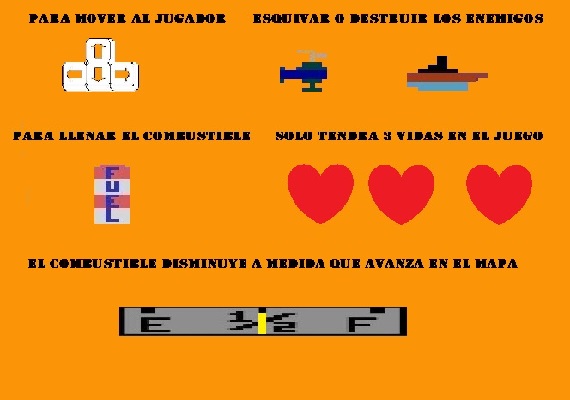 PARA MOVER AL JUGADOR
ESQUIVAR O DESTRUIR LOS ENEMIGOS
PARA LLENAR EL COMBUSTIBLE
SOLO TENDRA 3 VIDAS EN EL JUEGO
FUEL
EL COMBUSTIBLE DISMINUYE A MEDIDA QUE AVANZA EN EL MAPA
E 1/2 F